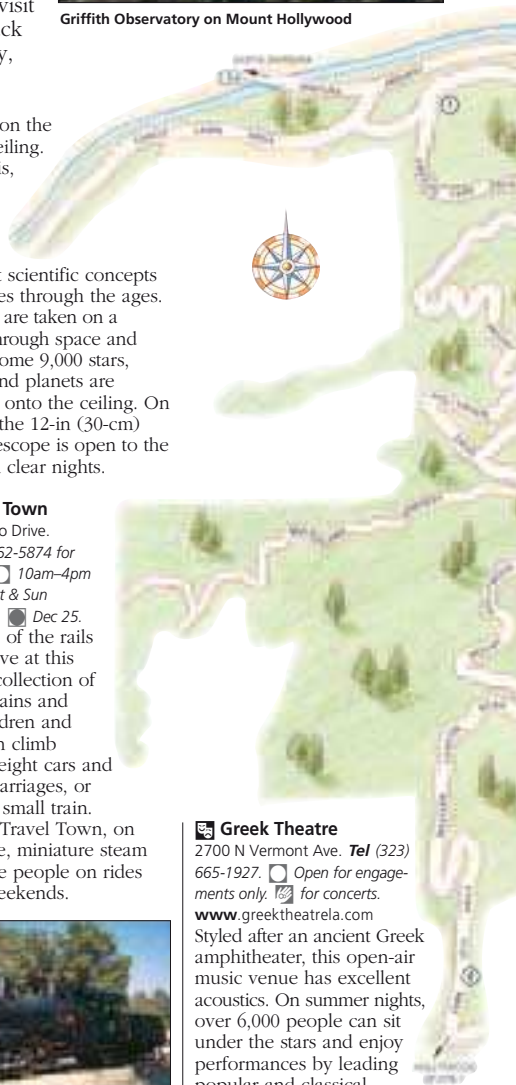 visit
ck
y,
Griffith Observatory on Mount Hollywood
on the
eiling.
is,
t scientific concepts
es through the ages.
are taken on a
hrough space and
ome 9,000 stars,
nd planets are
onto the ceiling. On
the 12-in (30-cm)
escope is open to the
clear nights.
Town
o Drive.
62-5874 for
10am–4pm
t & Sun
Dec 25.
of the rails
ve at this
collection of
ains and
dren and
n climb
eight cars and
arriages, or
small train.
Travel Town, on
e, miniature steam
e people on rides
eekends.
Greek Theatre
2700 N Vermont Ave. Tel (323)
665-1927. Open for engage-
ments only. for concerts.
www.greektheatrela.com
Styled after an ancient Greek
amphitheater, this open-air
music venue has excellent
acoustics. On summer nights,
over 6,000 people can sit
under the stars and enjoy
performances by leading
popular and classical